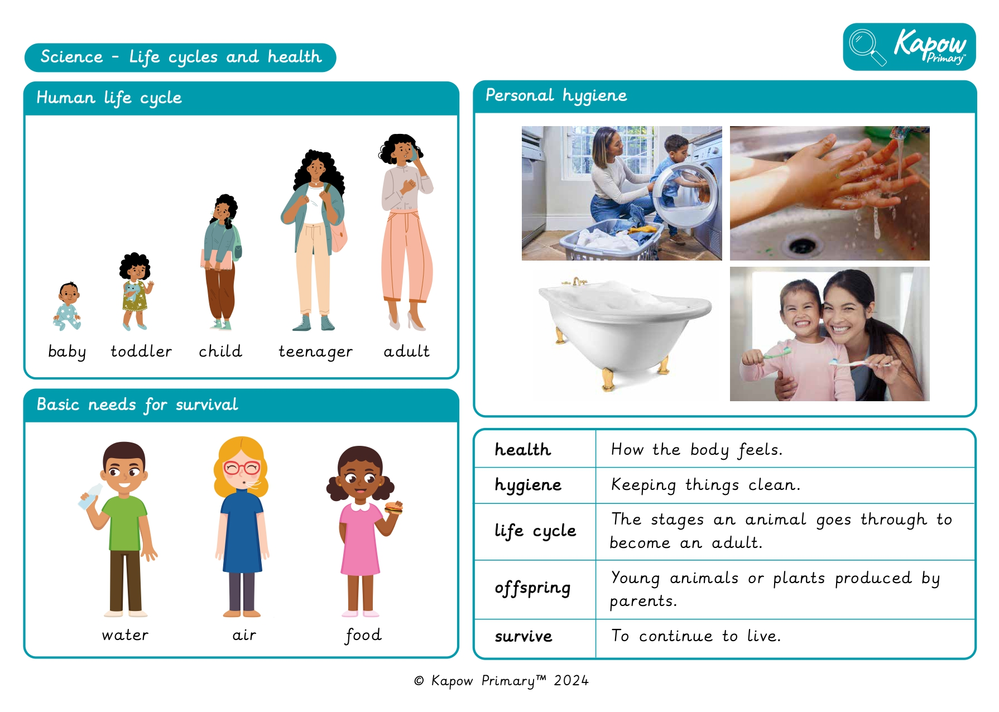 Science - Life cycles and health
Kapow
Primary™
Human life cycle
baby toddler child teenager adult
Basic needs for survival
water air food
Personal hygiene
health How the body feels.
hygiene Keeping things clean.
life cycle The stages an animal goes through to
become an adult.
offspring Young animals or plants produced by
parents.
survive To continue to live.
© Kapow Primary™ 2024